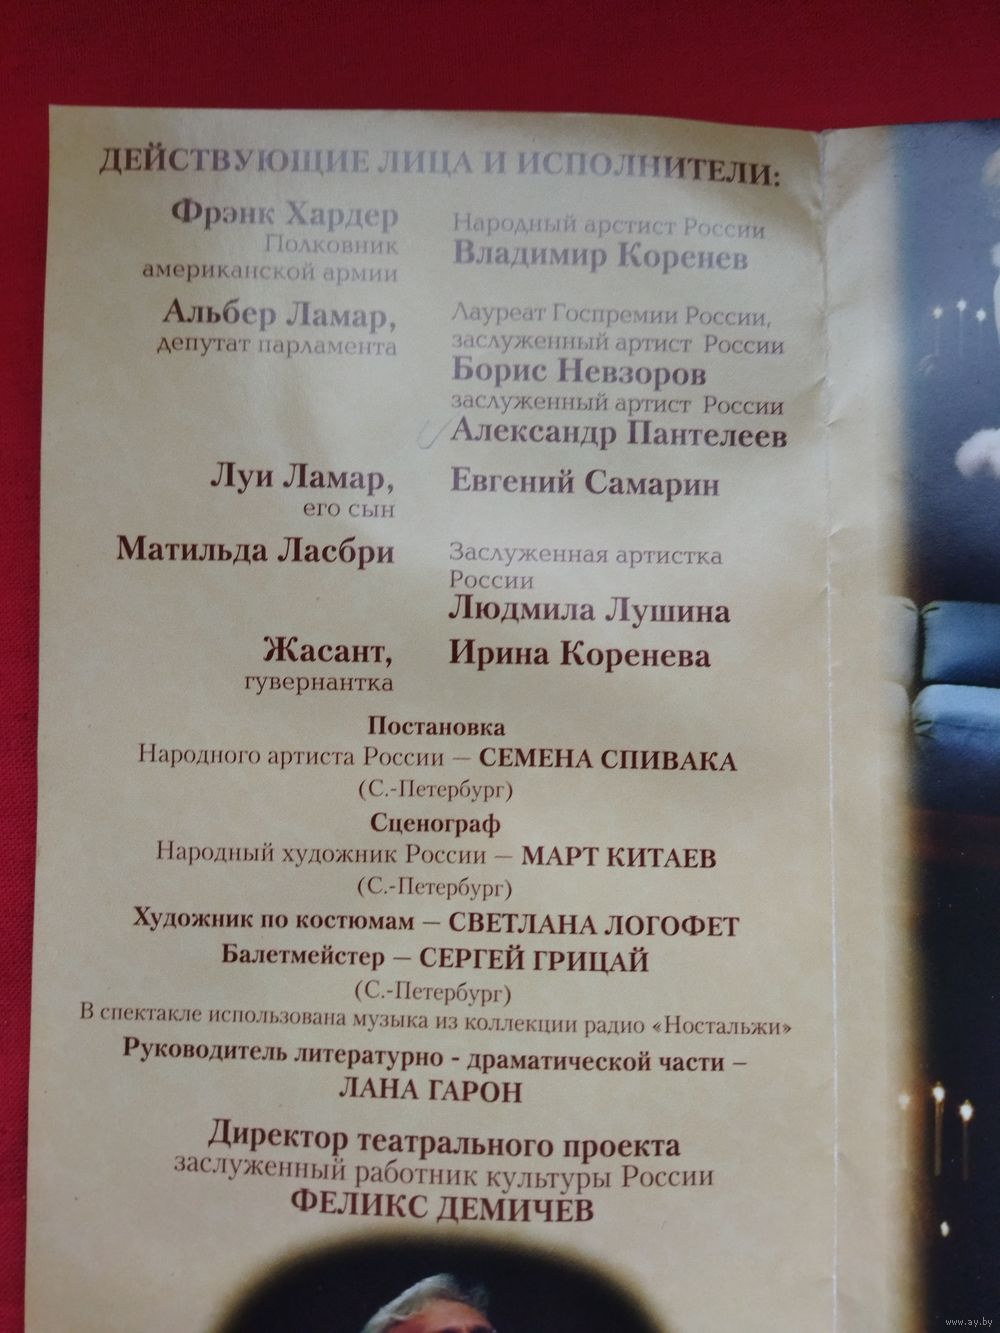 ДЕЙСТВУЮЩИЕ ЛИЦА И ИСПОЛНИТЕЛИ:
Фрэнк Хардер
Полковник
американской армии
Народный арстист России
Владимир Коренев
Альбер Ламар,
депутат парламента
Лауреат Госпремии России,
заслуженный артист России
Борис Невзоров
заслуженный артист России
Александр Пантелеев
Луи Ламар,
его сын
Евгений Самарин
Матильда Ласбри
Заслуженная артистка
России
Людмила Лушина
Жасант,
гувернантка
Ирина Коренева
Постановка
Народного артиста России – СЕМЕНА СПИВАКА
(С.-Петербург)
Сценограф
Народный художник России – МАРТ КИТАЕВ
(С.-Петербург)
Художник по костюмам – СВЕТЛАНА ЛОГОФЕТ
Балетмейстер – СЕРГЕЙ ГРИЦАЙ
(С.-Петербург)
В спектакле использована музыка из коллекции радио «Ностальжи»
Руководитель литературно - драматической части –
ЛАНА ГАРОН
Директор театрального проекта
заслуженный работник культуры России
ФЕЛИКС ДЕМИЧЕВ
www.ay.by